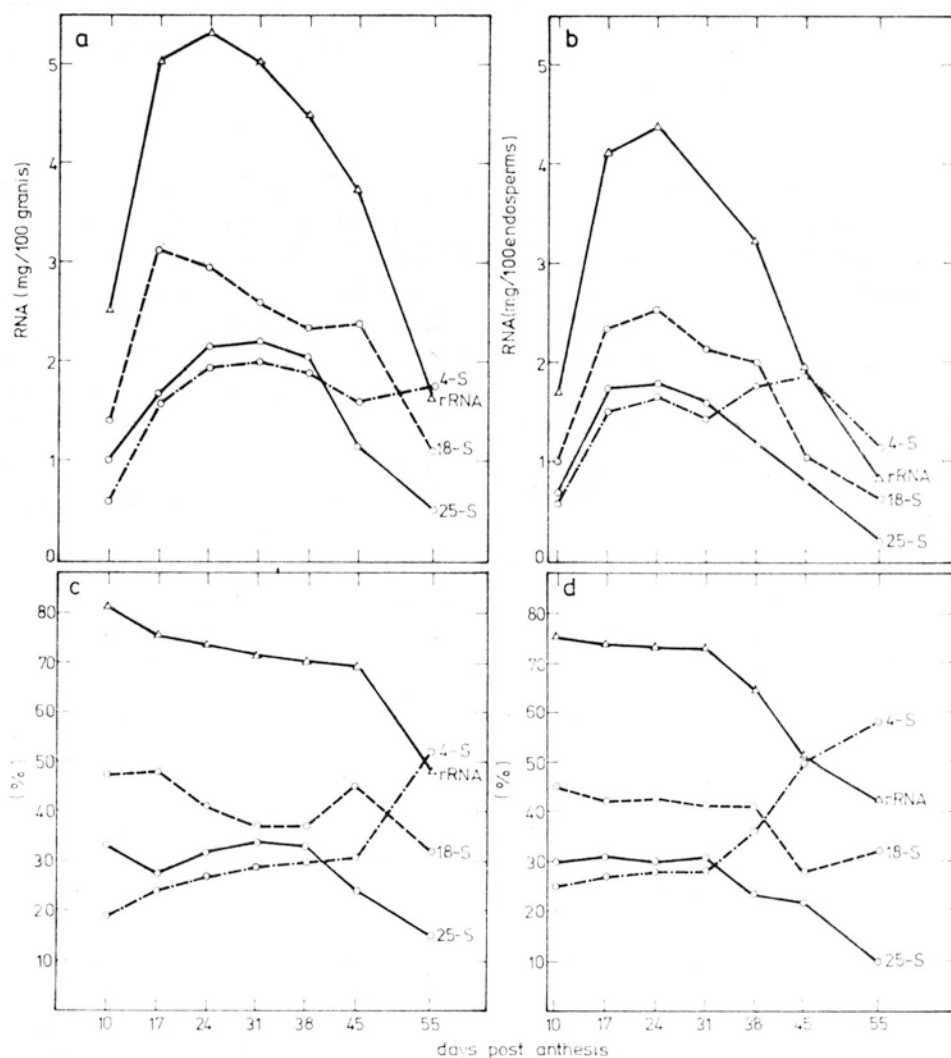 a
5
4
3
2
1
0
RNA (mg/100 granis)
4-S
rRNA
18-S
25-S
b
5
4
3
2
1
0
RNA(mg/100endosperms)
4-S
rRNA
18-S
25-S
c
80
70
60
50
40
30
20
10
(%)
4-S
rRNA
18-S
25-S
10 17 24 31 38 45 55
d
80
70
60
50
40
30
20
10
(%)
4-S
rRNA
18-S
25-S
10 17 24 31 38 45 55
days post anthesis